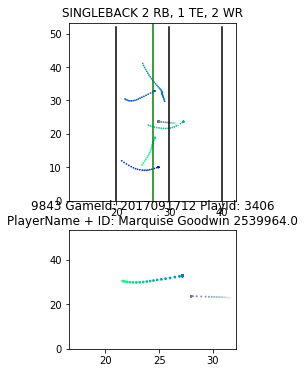 SINGLEBACK 2 RB, 1 TE, 2 WR
50
40
30
20
10
0
20 30 40
9843 GameId: 2017091712 PlayId: 3406
PlayerName + ID: Marquise Goodwin 2539964.0
40
20
0
20 25 30